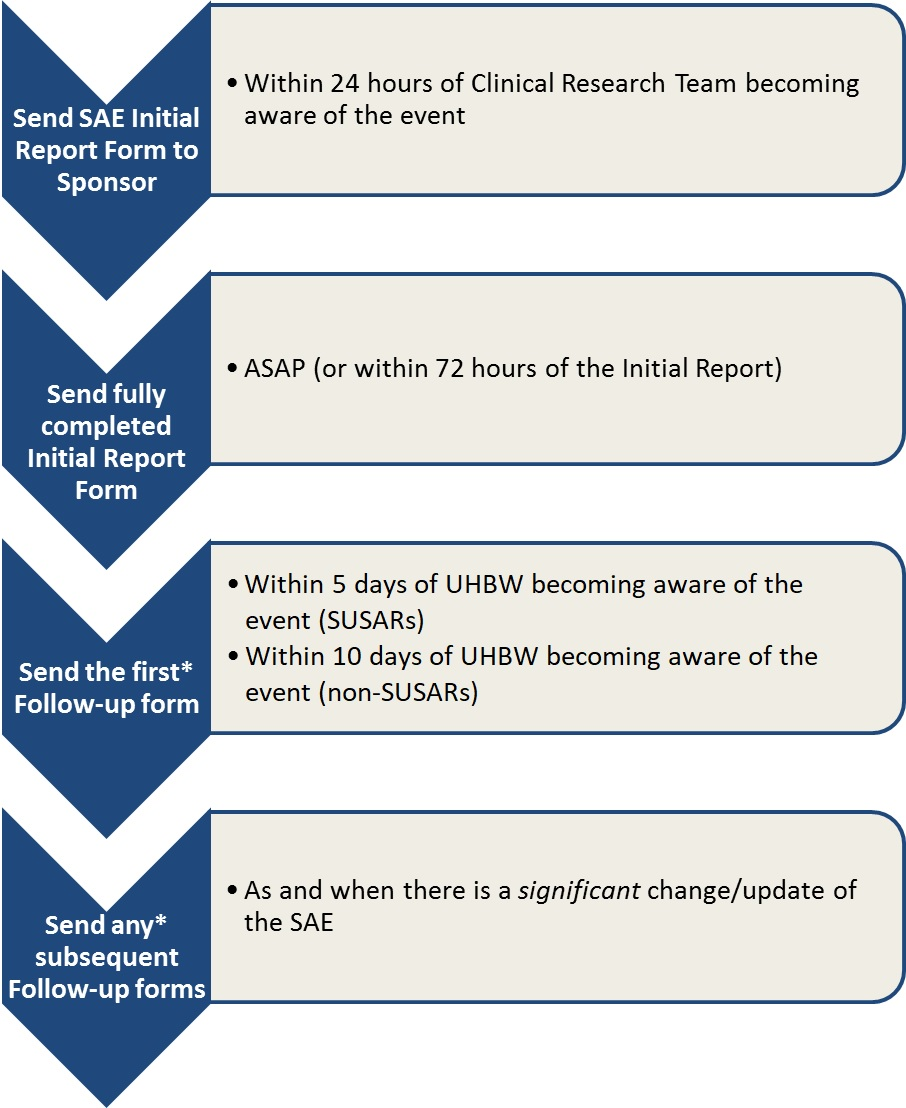 Send SAE Initial
Report Form to
Sponsor
• Within 24 hours of Clinical Research Team becoming
aware of the event
Send fully
completed
Initial Report
Form
• ASAP (or within 72 hours of the Initial Report)
Send the first*
Follow-up form
• Within 5 days of UHBW becoming aware of the
event (SUSARs)
• Within 10 days of UHBW becoming aware of the
event (non-SUSARs)
Send any*
subsequent
Follow-up forms
• As and when there is a significant change/update of
the SAE